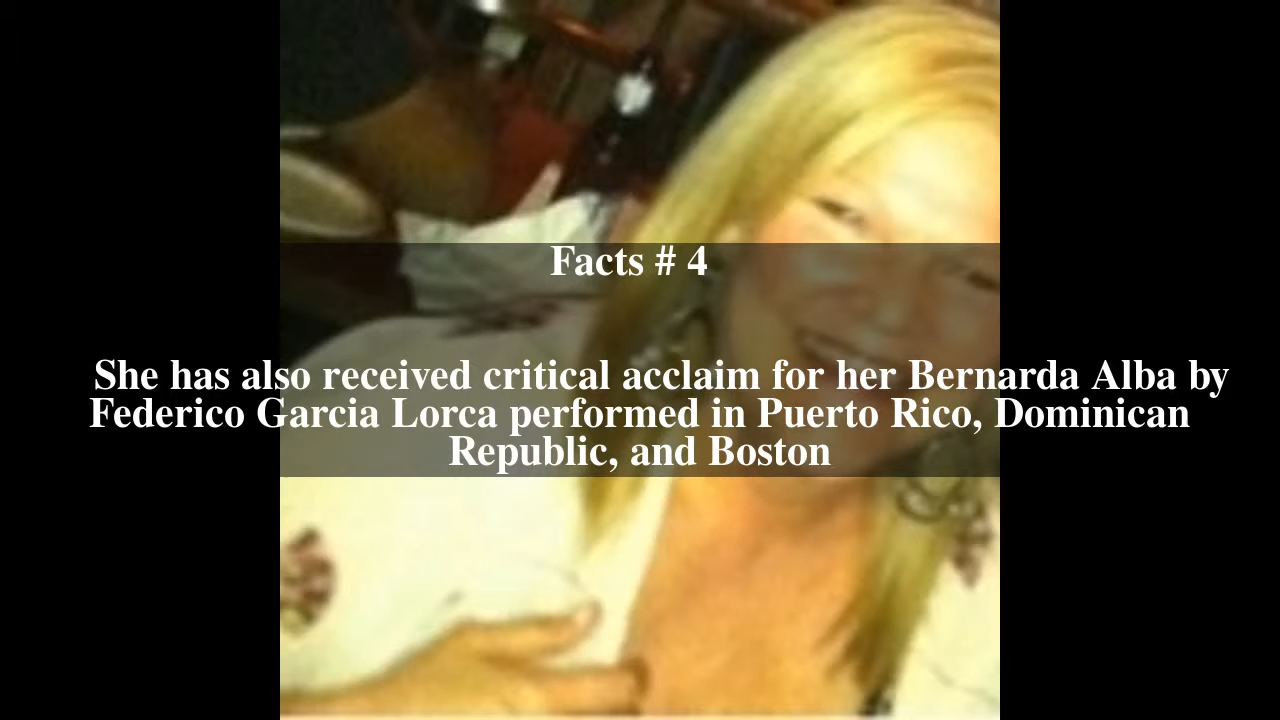 Facts # 4
She has also received critical acclaim for her Bernarda Alba by
Federico Garcia Lorca performed in Puerto Rico, Dominican
Republic, and Boston